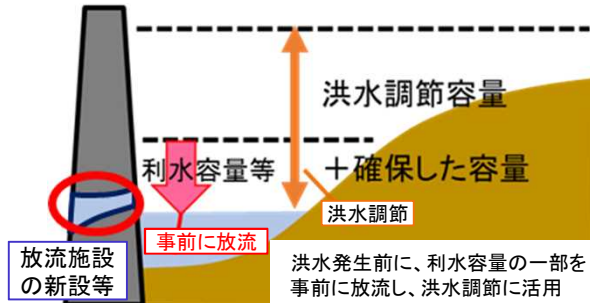 洪水調節容量
利水容量等
＋確保した容量
洪水調節
事前に放流
放流施設
の新設等
洪水発生前に、利水容量の一部を
事前に放流し、洪水調節に活用